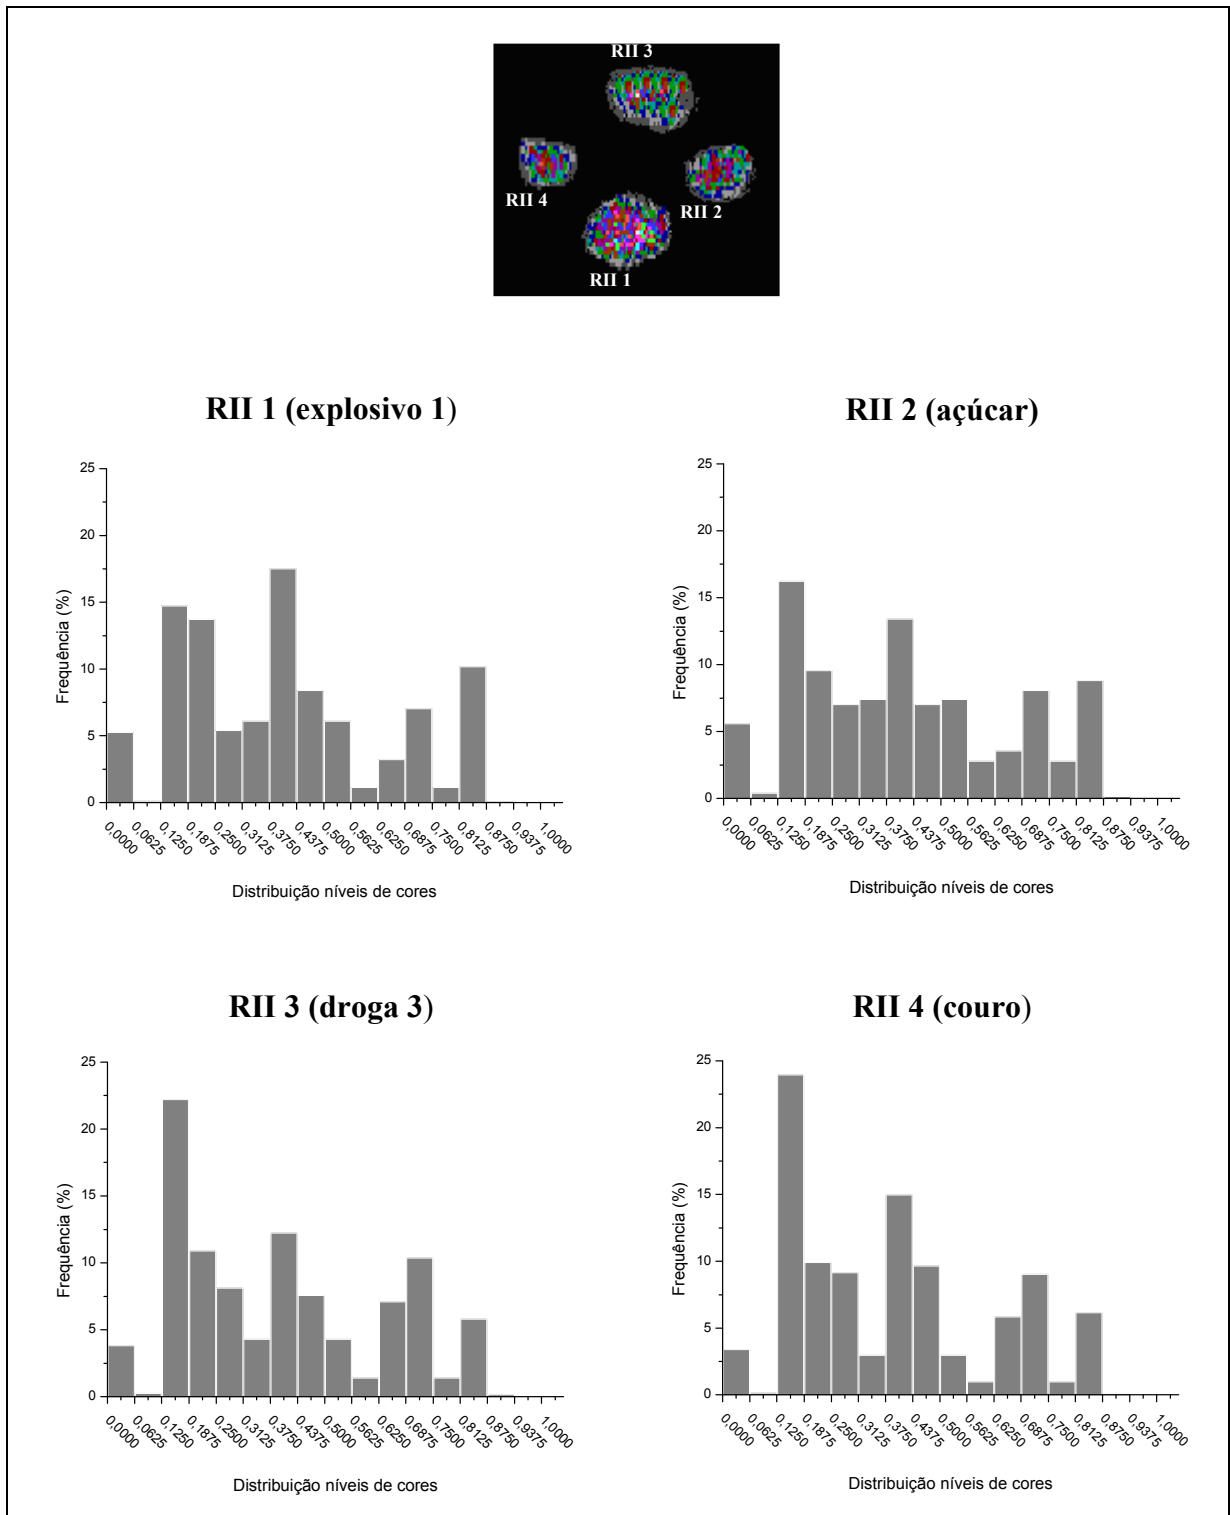 RII 3
RII 4
RII 2
RII 1
RII 1 (explosivo 1)
25
20
15
10
5
0
Frequência (%)
0,0000 0,0625 0,1250 0,1875 0,2500 0,3125 0,3750 0,4375 0,5000 0,5625 0,6250 0,6875 0,7500 0,8125 0,8750 0,9375 1,0000
Distribuição níveis de cores
RII 2 (açúcar)
25
20
15
10
5
0
Frequência (%)
0,0000 0,0625 0,1250 0,1875 0,2500 0,3125 0,3750 0,4375 0,5000 0,5625 0,6250 0,6875 0,7500 0,8125 0,8750 0,9375 1,0000
Distribuição níveis de cores
RII 3 (droga 3)
25
20
15
10
5
0
Frequência (%)
0,0000 0,0625 0,1250 0,1875 0,2500 0,3125 0,3750 0,4375 0,5000 0,5625 0,6250 0,6875 0,7500 0,8125 0,8750 0,9375 1,0000
Distribuição níveis de cores
RII 4 (couro)
25
20
15
10
5
0
Frequência (%)
0,0000 0,0625 0,1250 0,1875 0,2500 0,3125 0,3750 0,4375 0,5000 0,5625 0,6250 0,6875 0,7500 0,8125 0,8750 0,9375 1,0000
Distribuição níveis de cores